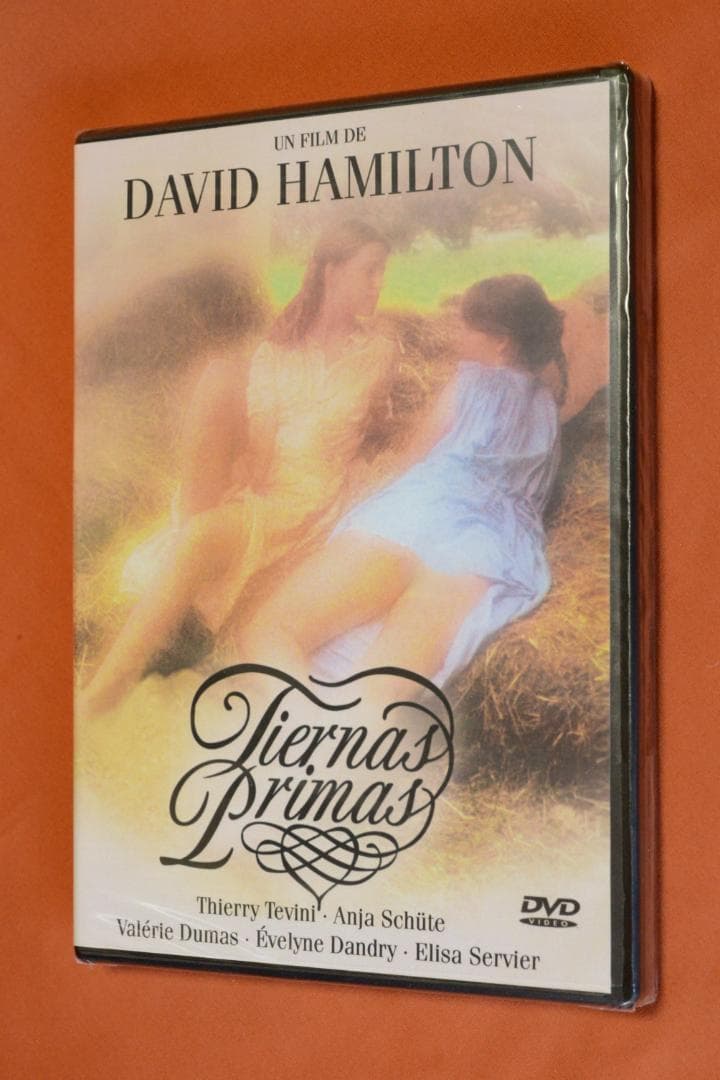 UN FILM DE
DAVID HAMILTON
Tiernas
Primas
Thierry Tevini · Anja Schüte
Valérie Dumas · Évelyne Dandry · Elisa Servier
DVD
VIDEO